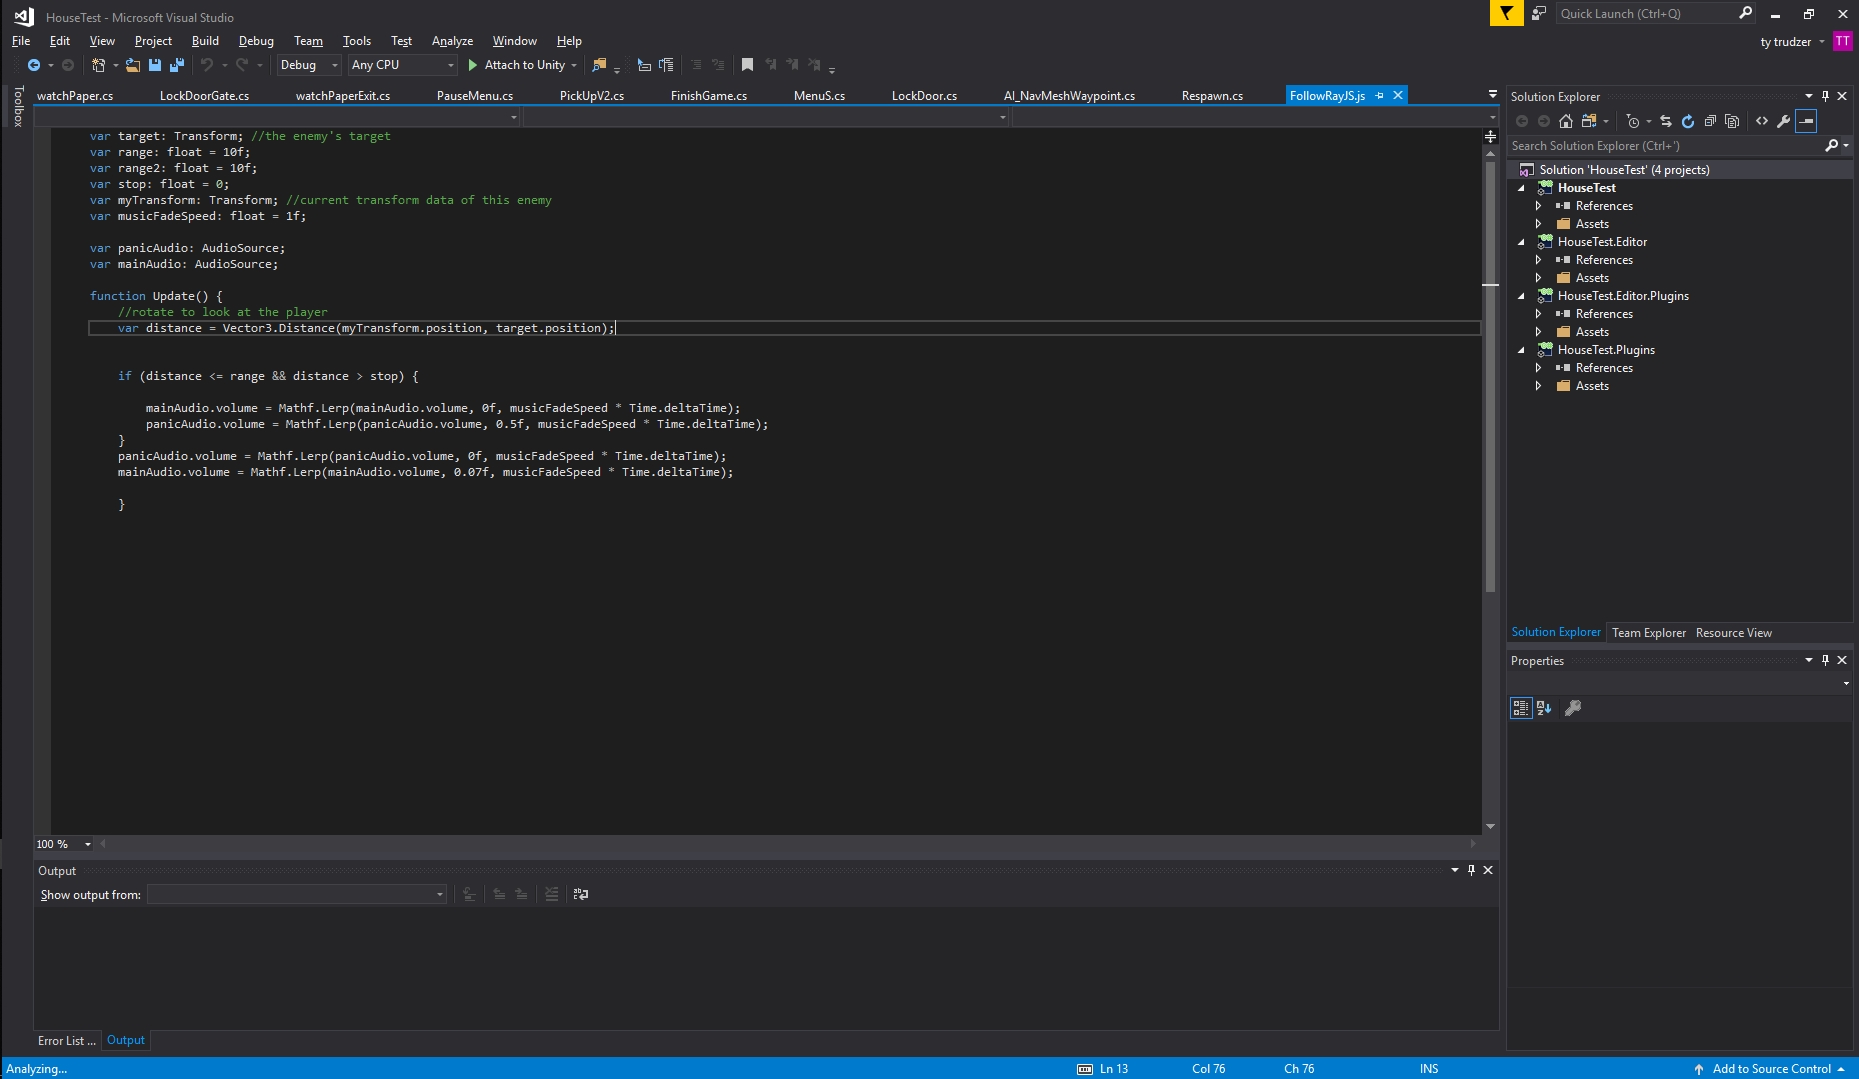 HouseTest - Microsoft Visual Studio
Quick Launch (Ctrl+Q)
File Edit View Project Build Debug Team Tools Test Analyze Window Help
ty trudzer TT
Debug Any CPU Attach to Unity
Toolbox
watchPaper.cs LockDoorGate.cs watchPaperExit.cs PauseMenu.cs PickUpV2.cs FinishGame.cs MenuS.cs LockDoor.cs AI_NavMeshWaypoint.cs Respawn.cs FollowRayJS.js
var target: Transform; //the enemy's target
var range: float = 10f;
var range2: float = 10f;
var stop: float = 0;
var myTransform: Transform; //current transform data of this enemy
var musicFadeSpeed: float = 1f;
var panicAudio: AudioSource;
var mainAudio: AudioSource;
function Update() {
//rotate to look at the player
var distance = Vector3.Distance(myTransform.position, target.position);
if (distance <= range && distance > stop) {
mainAudio.volume = Mathf.Lerp(mainAudio.volume, 0f, musicFadeSpeed * Time.deltaTime);
panicAudio.volume = Mathf.Lerp(panicAudio.volume, 0.5f, musicFadeSpeed * Time.deltaTime);
}
panicAudio.volume = Mathf.Lerp(panicAudio.volume, 0f, musicFadeSpeed * Time.deltaTime);
mainAudio.volume = Mathf.Lerp(mainAudio.volume, 0.07f, musicFadeSpeed * Time.deltaTime);
}
100 %
Output
Show output from:
Error List ... Output
Solution Explorer
Search Solution Explorer (Ctrl+')
Solution 'HouseTest' (4 projects)
HouseTest
References
Assets
HouseTest.Editor
References
Assets
HouseTest.Editor.Plugins
References
Assets
HouseTest.Plugins
References
Assets
Solution Explorer Team Explorer Resource View
Properties
Analyzing... Ln 13 Col 76 Ch 76 INS Add to Source Control